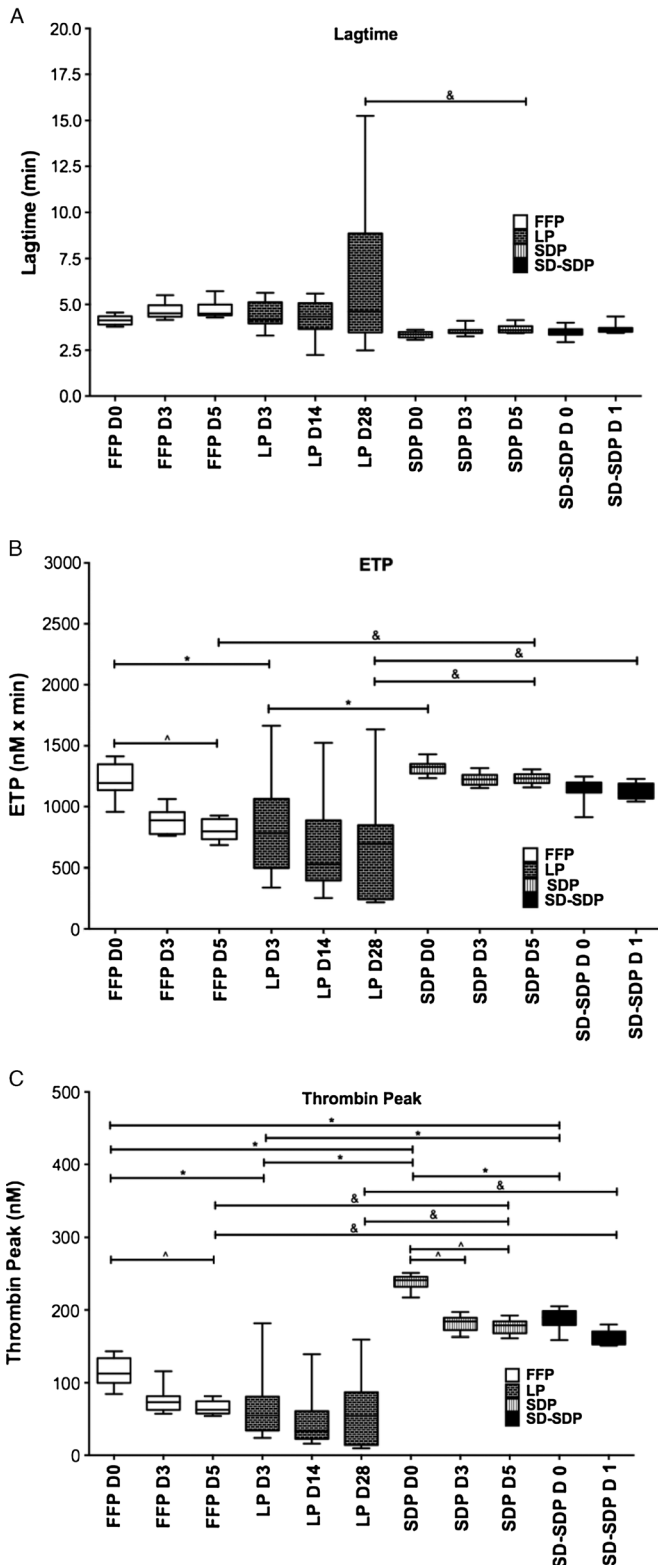 A
Lagtime
20.0
17.5
15.0
12.5
10.0
7.5
5.0
2.5
0.0
Lagtime (min)
&
FFP
LP
SDP
SD-SDP
FFP D0
FFP D3
FFP D5
LP D3
LP D14
LP D28
SDP D0
SDP D3
SDP D5
SD-SDP D 0
SD-SDP D 1
B
ETP
3000
2500
2000
1500
1000
500
0
ETP (nM x min)
&
*
&
&
*
^
FFP
LP
SDP
SD-SDP
FFP D0
FFP D3
FFP D5
LP D3
LP D14
LP D28
SDP D0
SDP D3
SDP D5
SD-SDP D 0
SD-SDP D 1
C
Thrombin Peak
500
400
300
200
100
0
Thrombin Peak (nM)
*
*
*
*
*
*
&
&
&
&
^
^
^
FFP
LP
SDP
SD-SDP
FFP D0
FFP D3
FFP D5
LP D3
LP D14
LP D28
SDP D0
SDP D3
SDP D5
SD-SDP D 0
SD-SDP D 1